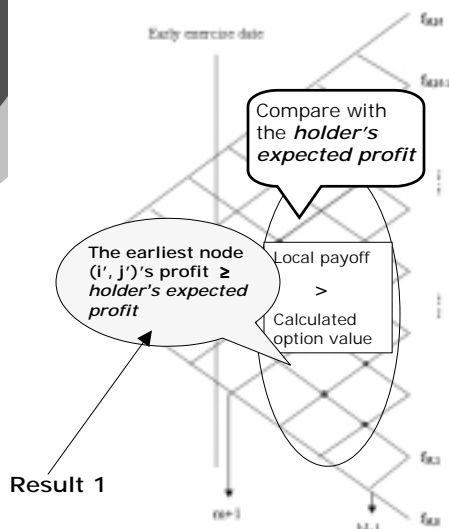 Early exercise date
Compare with
the holder's
expected profit
The earliest node
(i', j')'s profit ≥
holder's expected
profit
Local payoff
>
Calculated
option value
Result 1
m+1